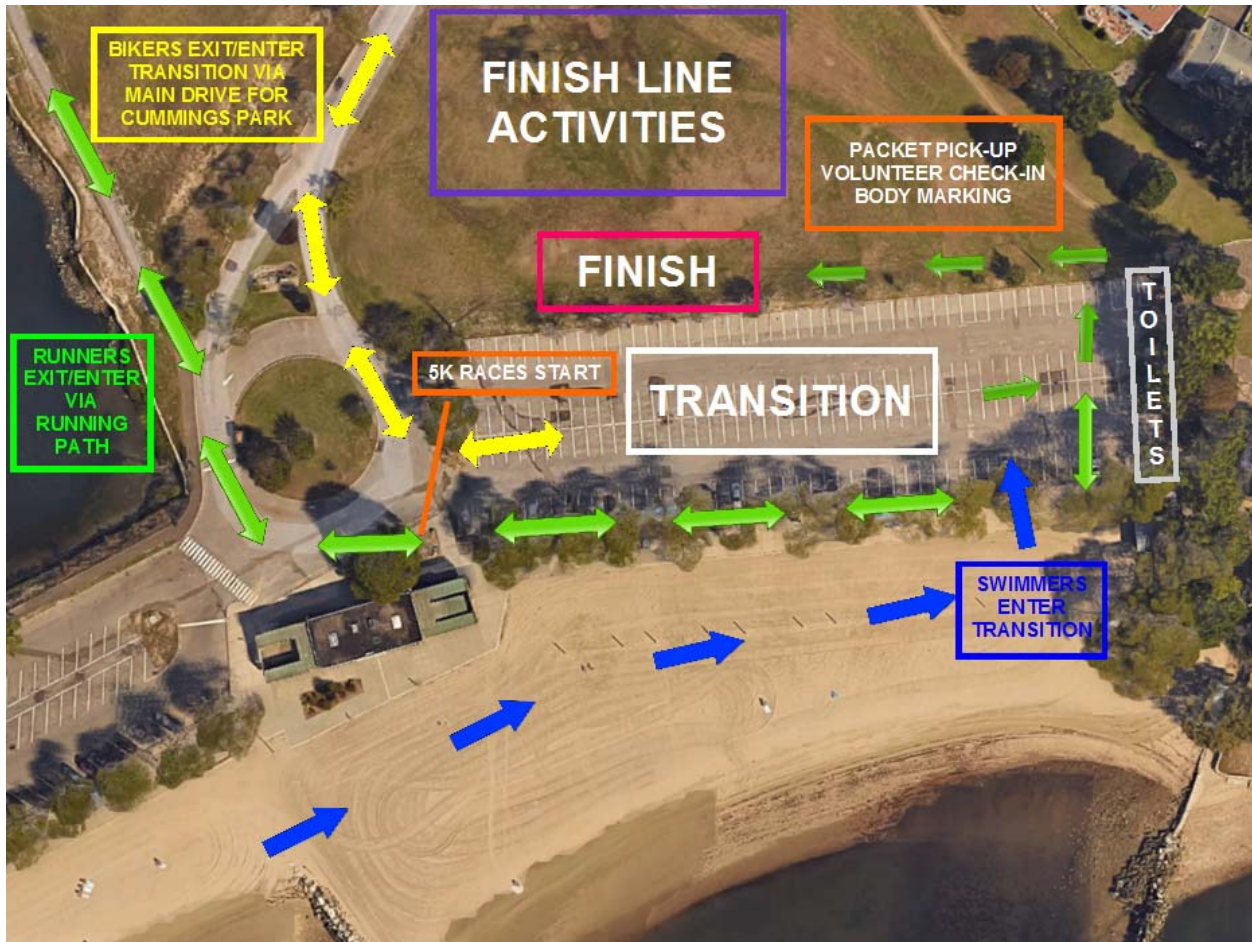 BIKERS EXIT/ENTER
TRANSITION VIA
MAIN DRIVE FOR
CUMMINGS PARK
FINISH LINE
ACTIVITIES
PACKET PICK-UP
VOLUNTEER CHECK-IN
BODY MARKING
FINISH
TOILETS
RUNNERS
EXIT/ENTER
VIA
RUNNING
PATH
5K RACES START
TRANSITION
SWIMMERS
ENTER
TRANSITION